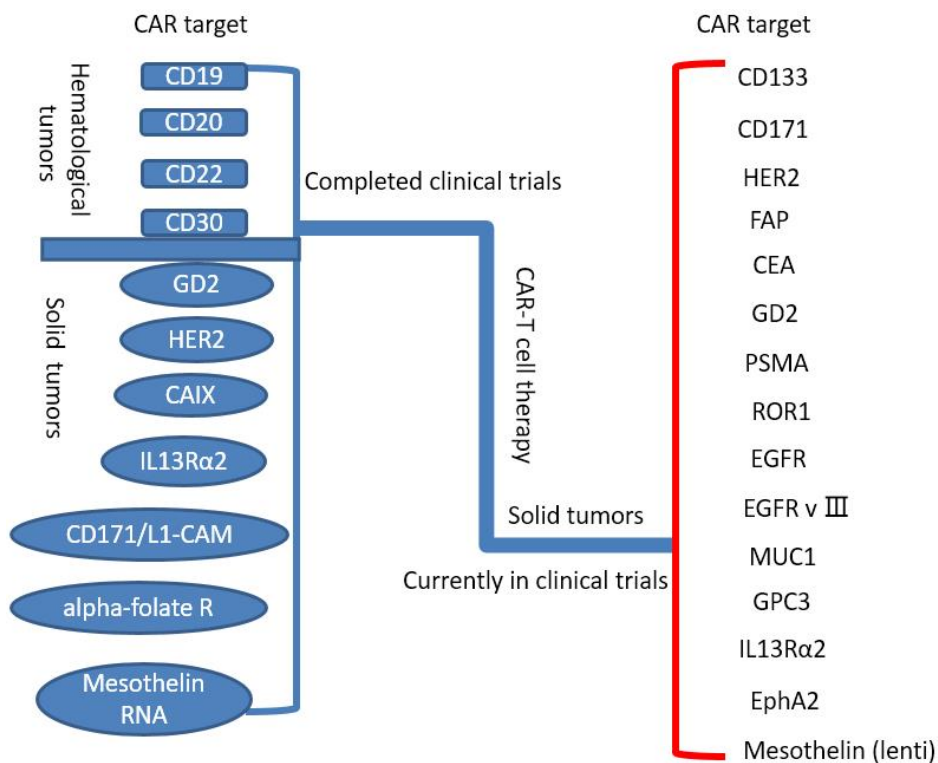 CAR target
CD19
CD20
CD22
CD30
Hematological
tumors
GD2
HER2
CAIX
IL13Rα2
CD171/L1-CAM
alpha-folate R
Mesothelin
RNA
Solid tumors
Completed clinical trials
CAR-T cell therapy
Solid tumors
Currently in clinical trials
CAR target
CD133
CD171
HER2
FAP
CEA
GD2
PSMA
ROR1
EGFR
EGFR v Ⅲ
MUC1
GPC3
IL13Rα2
EphA2
Mesothelin (lenti)